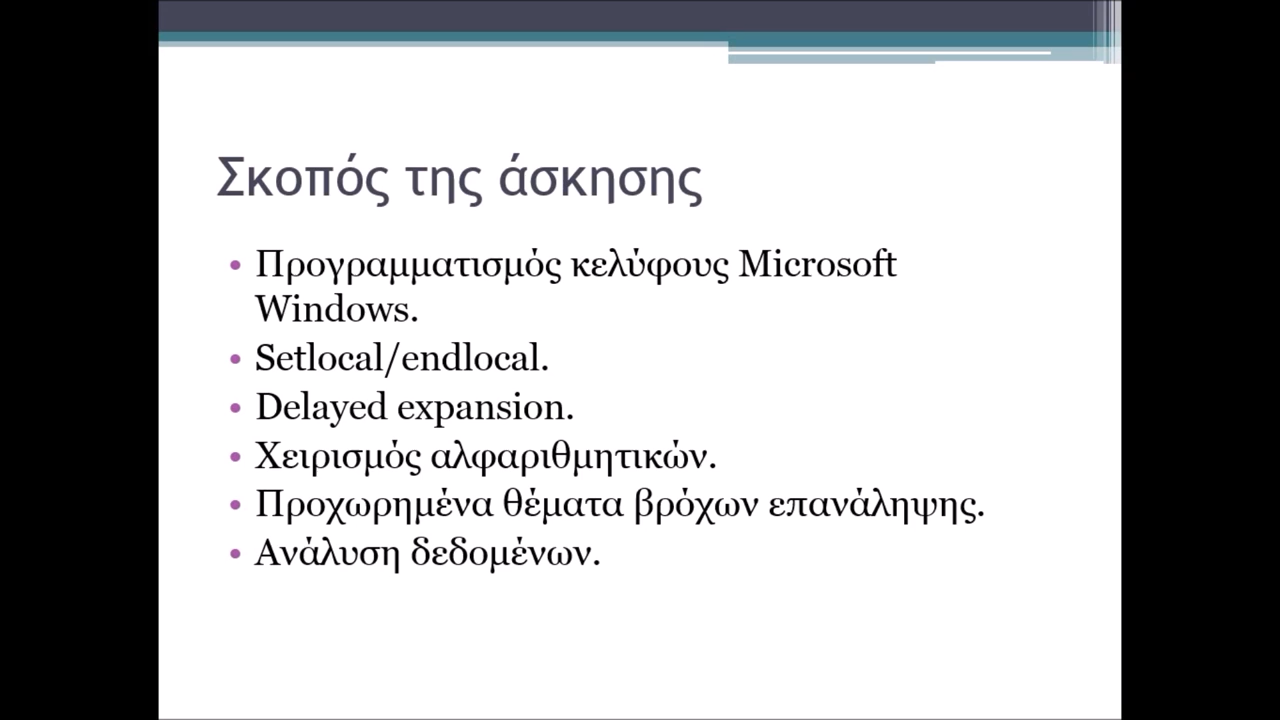 Σκοπός της άσκησης
• Προγραμματισμός κελύφους Microsoft
Windows.
• Setlocal/endlocal.
• Delayed expansion.
• Χειρισμός αλφαριθμητικών.
• Προχωρημένα θέματα βρόχων επανάληψης.
• Ανάλυση δεδομένων.